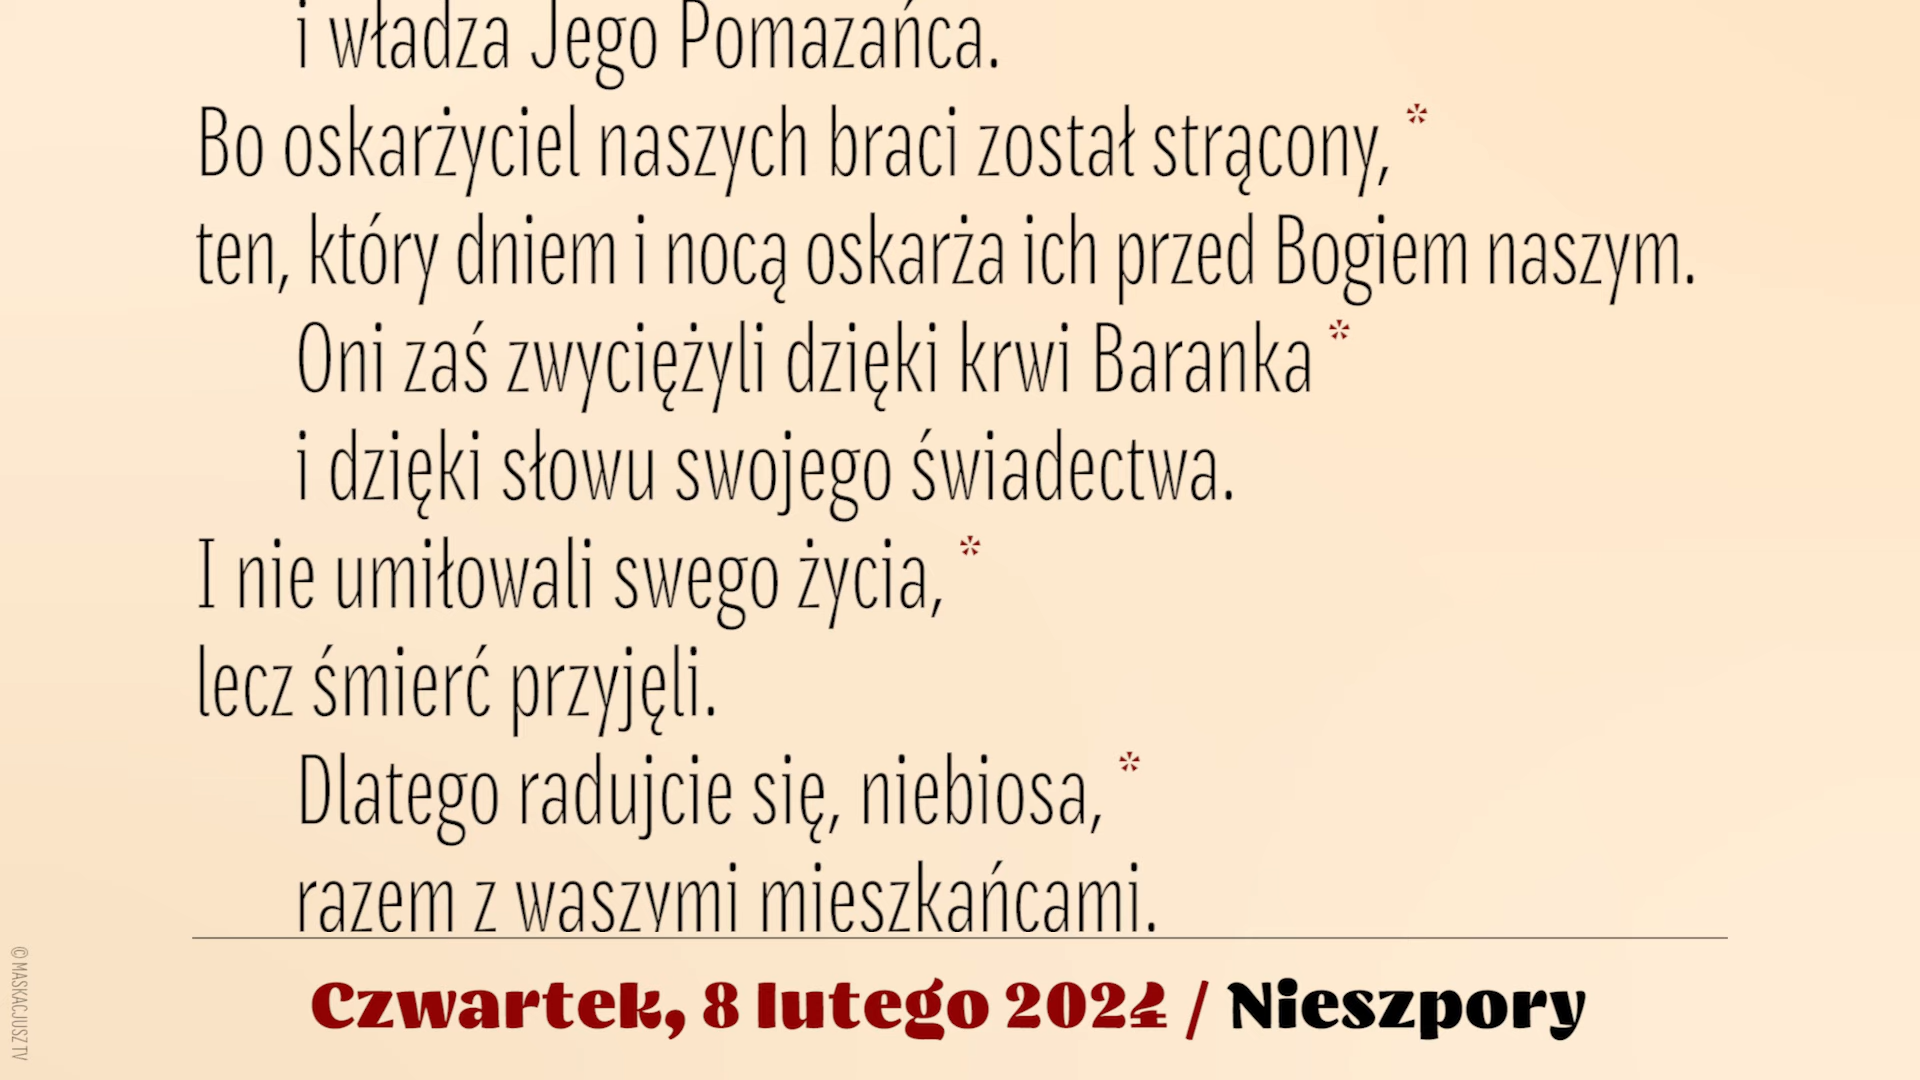 i władza Jego Pomazańca.
Bo oskarżyciel naszych braci został strącony, *
ten, który dniem i nocą oskarża ich przed Bogiem naszym.
Oni zaś zwyciężyli dzięki krwi Baranka *
i dzięki słowu swojego świadectwa.
I nie umiłowali swego życia, *
lecz śmierć przyjęli.
Dlatego radujcie się, niebiosa, *
razem z waszymi mieszkańcami.
Czwartek, 8 lutego 2024 / Nieszpory
© MASKACJUSZ TV